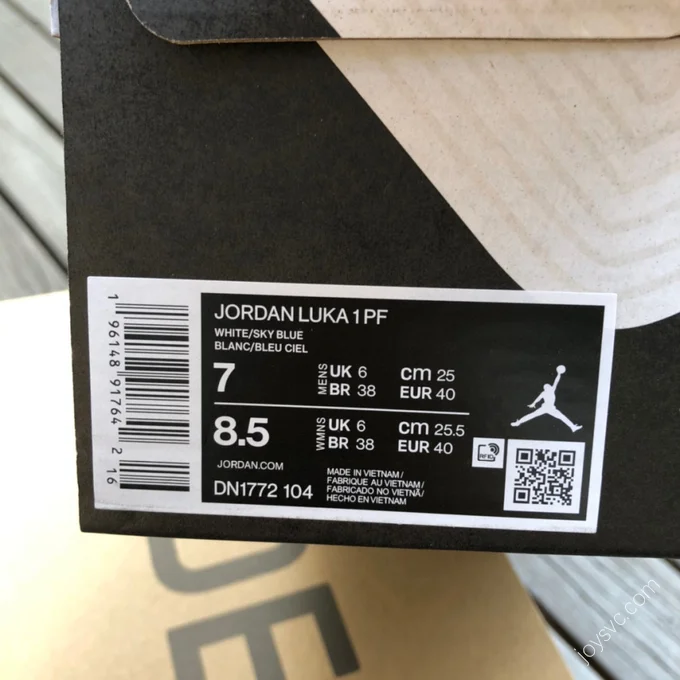 JORDAN LUKA 1 PF
WHITE/SKY BLUE
BLANC/BLEU CIEL
7 MENS UK 6 cm 25
BR 38 EUR 40
8.5 WMNS UK 6 cm 25.5
BR 38 EUR 40
JORDAN.COM
DN1772 104
MADE IN VIETNAM/
FABRIQUE AU VIETNAM/
FABRICADO NO VIETNÃ/
HECHO EN VIETNAM
RFID
1 96148 91764 2 16
DE
joysvc.com